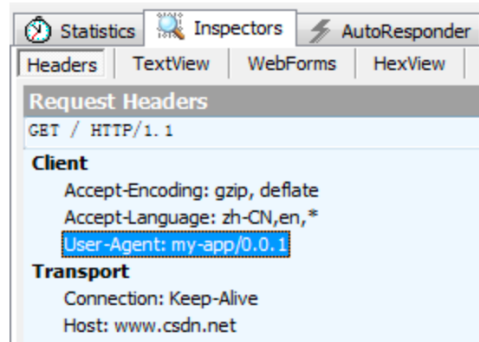 Statistics Inspectors AutoResponder
Headers TextView WebForms HexView
Request Headers
GET / HTTP/1.1
Client
Accept-Encoding: gzip, deflate
Accept-Language: zh-CN,en,*
User-Agent: my-app/0.0.1
Transport
Connection: Keep-Alive
Host: www.csdn.net